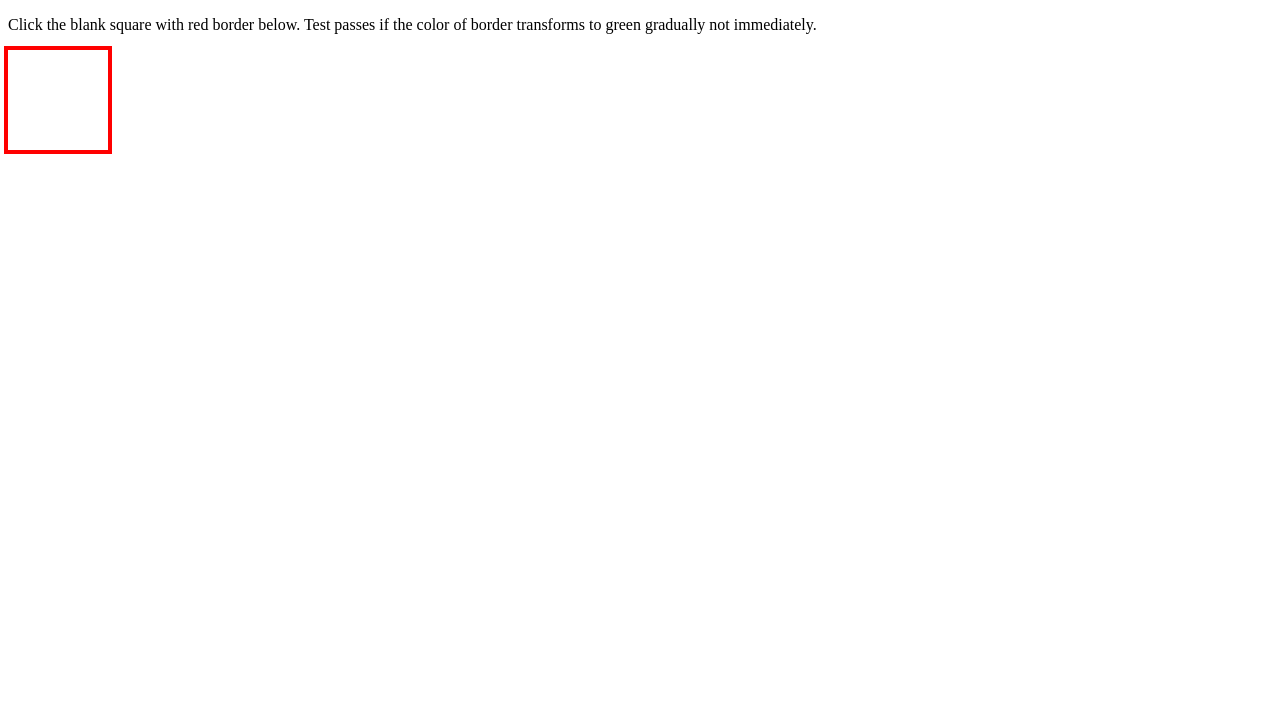 Click the blank square with red border below. Test passes if the color of border transforms to green gradually not immediately.